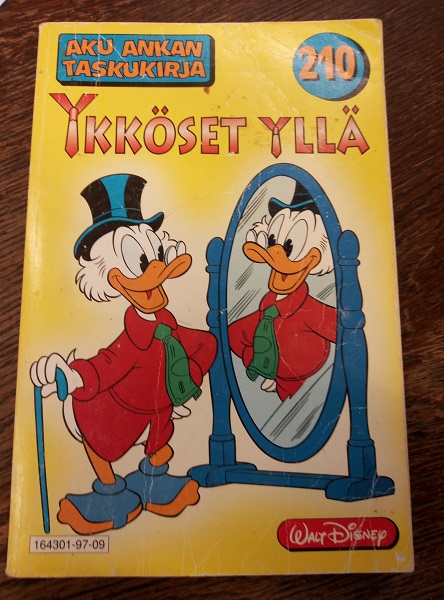 AKU ANKAN
TASKUKIRJA
210
YKKÖSET YLLÄ
164301-97-09
WALT DISNEY